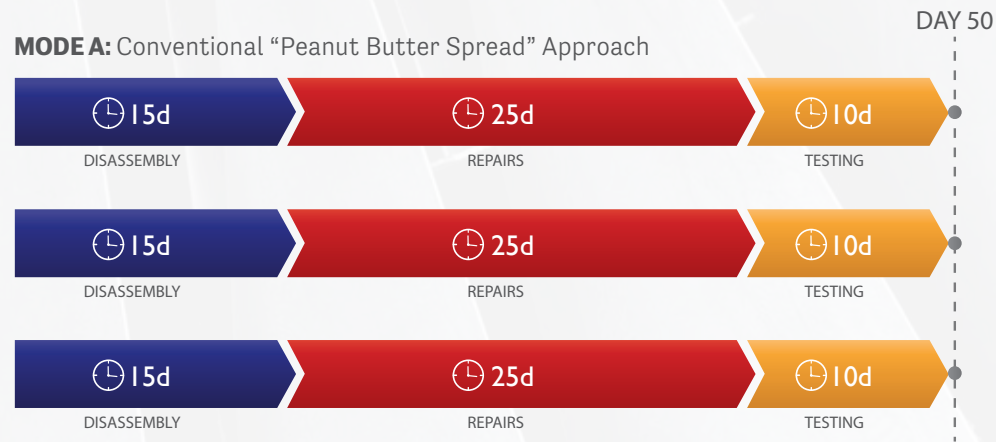 DAY 50
MODE A: Conventional “Peanut Butter Spread” Approach
15d 25d 10d
DISASSEMBLY REPAIRS TESTING
15d 25d 10d
DISASSEMBLY REPAIRS TESTING
15d 25d 10d
DISASSEMBLY REPAIRS TESTING